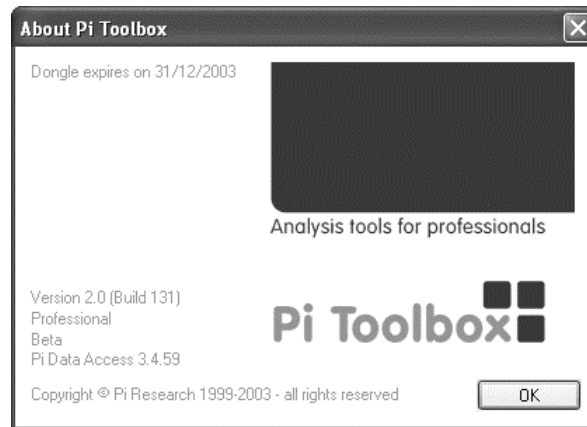 About Pi Toolbox
Dongle expires on 31/12/2003
Analysis tools for professionals
Pi Toolbox
Version 2.0 (Build 131)
Professional
Beta
Pi Data Access 3.4.59
Copyright © Pi Research 1999-2003 - all rights reserved
OK